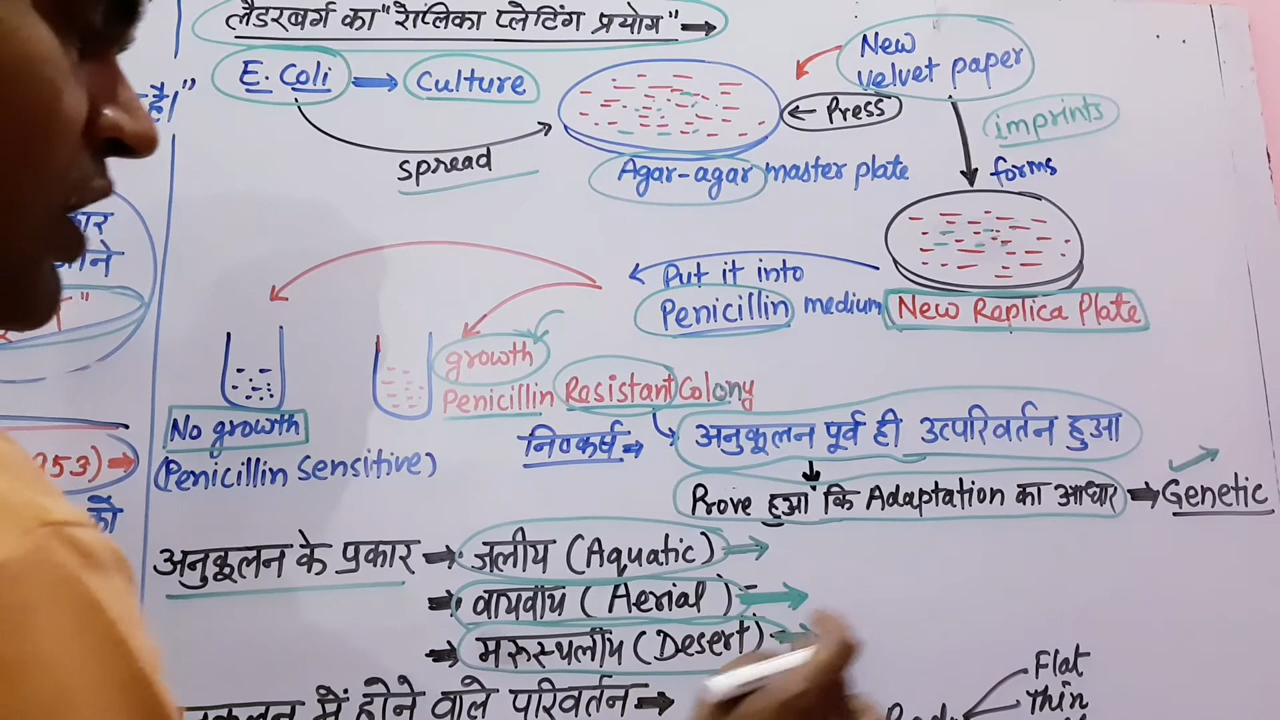 लैडरबर्ग का "रेप्लिका प्लेटिंग प्रयोग" →
E. Coli → Culture
New
velvet paper
← Press
imprints
spread
Agar-agar master plate
forms
Put it into
Penicillin medium
New Replica Plate
growth
Penicillin Resistant Colony
No growth
(Penicillin Sensitive)
निष्कर्ष → अनुकूलन पूर्व ही उत्परिवर्तन हुआ
Prove हुआ कि Adaptation का आधार → Genetic
है।"
953) →
को
अनुकूलन के प्रकार → जलीय (Aquatic) →
→ वायवीय (Aerial) →
→ मरुस्थलीय (Desert) →
में होने वाले परिवर्तन →
Flat
Thin